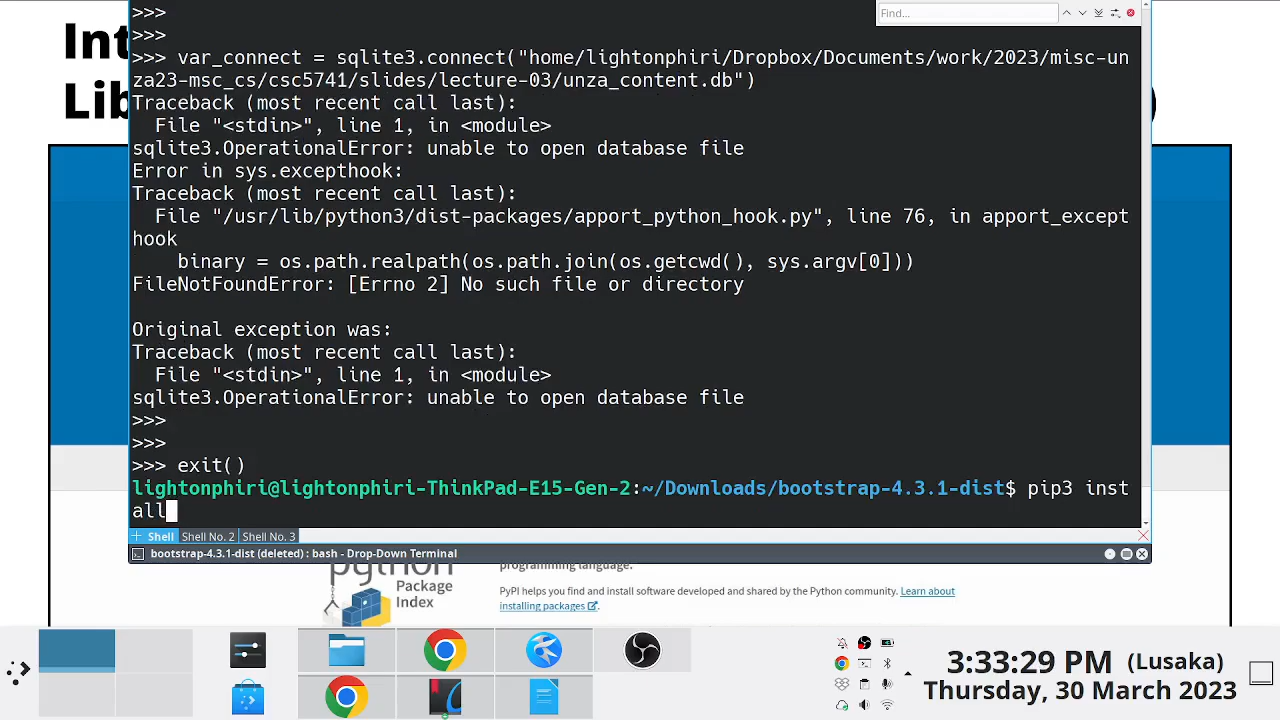 Int
Lib
>>>
>>>
>>> var_connect = sqlite3.connect("home/lightonphiri/Dropbox/Documents/work/2023/misc-un
za23-msc_cs/csc5741/slides/lecture-03/unza_content.db")
Traceback (most recent call last):
  File "<stdin>", line 1, in <module>
sqlite3.OperationalError: unable to open database file
Error in sys.excepthook:
Traceback (most recent call last):
  File "/usr/lib/python3/dist-packages/apport_python_hook.py", line 76, in apport_except
hook
    binary = os.path.realpath(os.path.join(os.getcwd(), sys.argv[0]))
FileNotFoundError: [Errno 2] No such file or directory
Original exception was:
Traceback (most recent call last):
  File "<stdin>", line 1, in <module>
sqlite3.OperationalError: unable to open database file
>>>
>>>
>>> exit()
lightonphiri@lightonphiri-ThinkPad-E15-Gen-2:~/Downloads/bootstrap-4.3.1-dist$ pip3 inst
all
Find...
Shell Shell No. 2 Shell No. 3
bootstrap-4.3.1-dist (deleted) : bash - Drop-Down Terminal
python
Package
Index
programming language.
PyPI helps you find and install software developed and shared by the Python community. Learn about
installing packages
3:33:29 PM (Lusaka)
Thursday, 30 March 2023